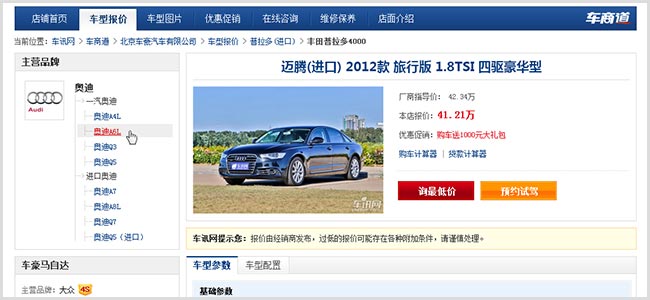 店铺首页 车型报价 车型图片 优惠促销 在线咨询 维修保养 店面介绍 车商道
当前位置：车讯网 > 车商道 > 北京车豪汽车有限公司 > 车型报价 > 普拉多(进口) > 丰田普拉多4000
主营品牌
Audi
奥迪
一汽奥迪
奥迪A4L
奥迪A6L
奥迪Q3
奥迪Q5
进口奥迪
奥迪A7
奥迪A8L
奥迪Q7
奥迪Q5（进口）
迈腾(进口) 2012款 旅行版 1.8TSI 四驱豪华型
车讯网
厂商指导价： 42.34万
本店报价：41.21万
优惠促销：购车送1000元大礼包
购车计算器 | 贷款计算器
询最低价 预约试驾
车讯网提示您：报价由经销商发布，过低的报价可能存在各种附加条件，请谨慎处理。
车豪马自达
主营品牌：大众 4S
车型参数 车型配置
基础参数